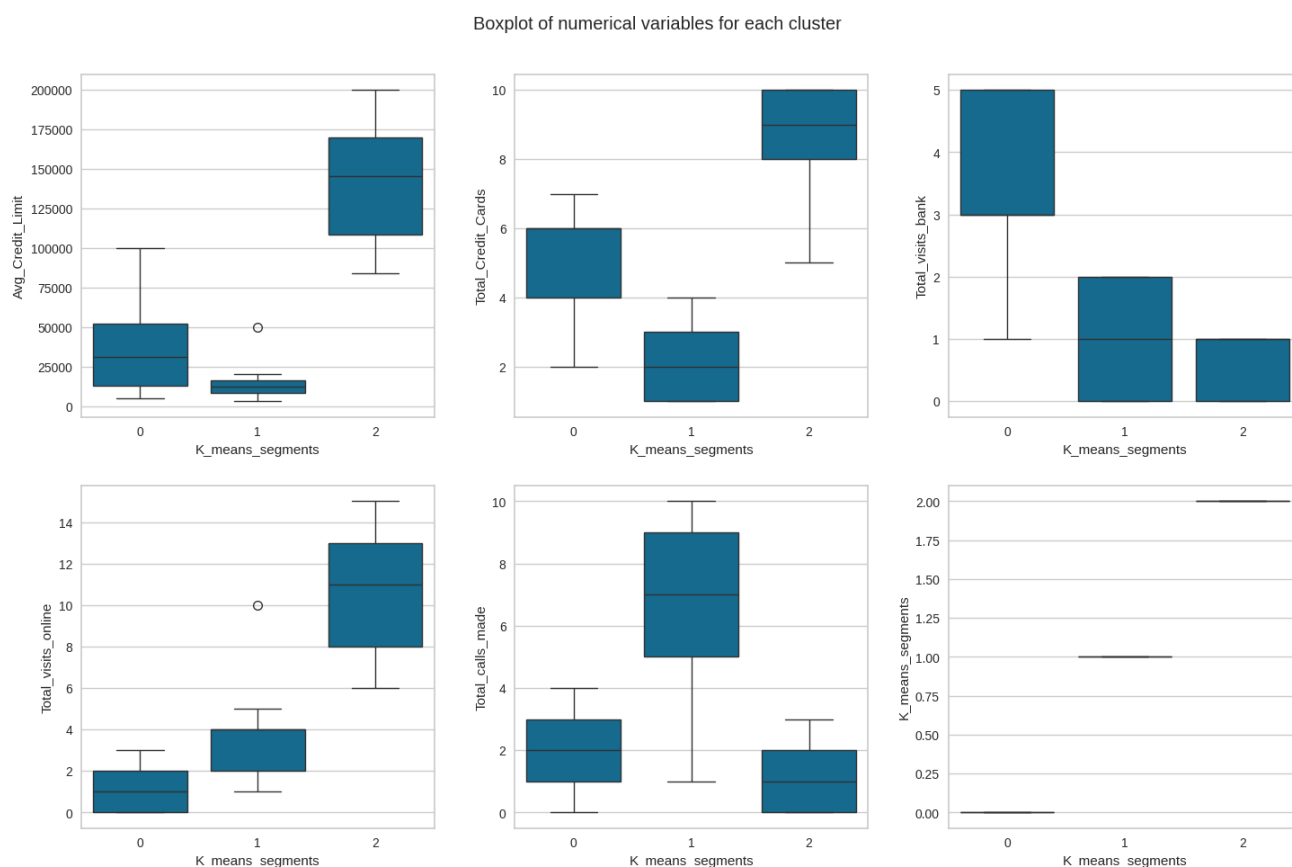 Boxplot of numerical variables for each cluster
Avg_Credit_Limit
200000
175000
150000
125000
100000
75000
50000
25000
0
0 1 2
K_means_segments
Total_Credit_Cards
10
8
6
4
2
0 1 2
K_means_segments
Total_visits_bank
5
4
3
2
1
0
0 1 2
K_means_segments
Total_visits_online
14
12
10
8
6
4
2
0
0 1 2
K_means_segments
Total_calls_made
10
8
6
4
2
0
0 1 2
K_means_segments
K_means_segments
2.00
1.75
1.50
1.25
1.00
0.75
0.50
0.25
0.00
0 1 2
K_means_segments